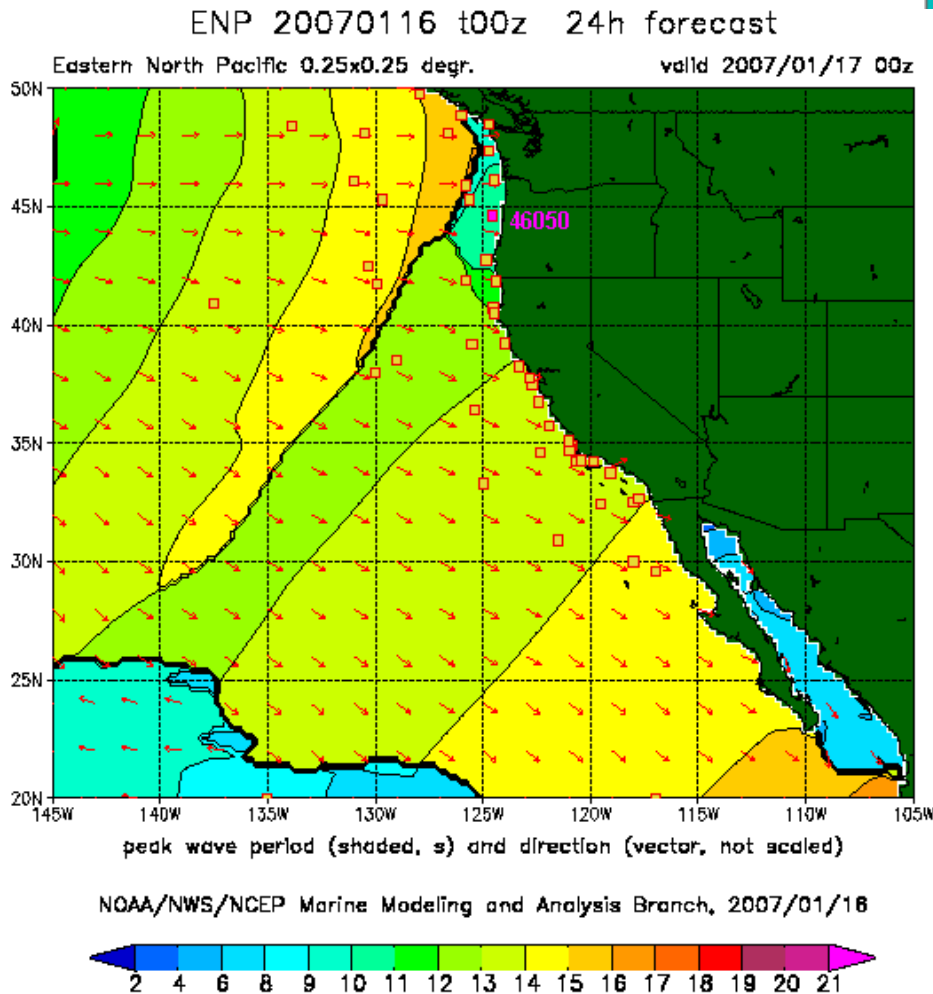 ENP 20070116 t00z 24h forecast
Eastern North Pacific 0.25x0.25 degr. valid 2007/01/17 00z
50N
45N
46050
40N
35N
30N
25N
20N
145W 140W 135W 130W 125W 120W 115W 110W 105W
peak wave period (shaded, s) and direction (vector, not scaled)
NOAA/NWS/NCEP Marine Modeling and Analysis Branch, 2007/01/16
2 4 6 8 9 10 11 12 13 14 15 16 17 18 19 20 21